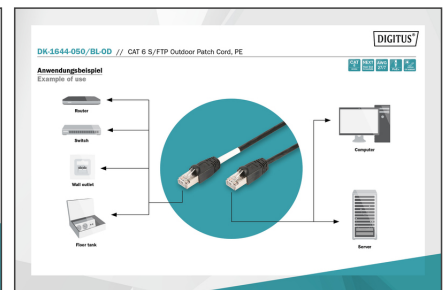 DIGITUS®
DK-1644-050/BL-OD // CAT 6 S/FTP Outdoor Patch Cord, PE
Anwendungsbeispiel
Example of use
Router
Switch
Wall outlet
Floor tank
Computer
Server